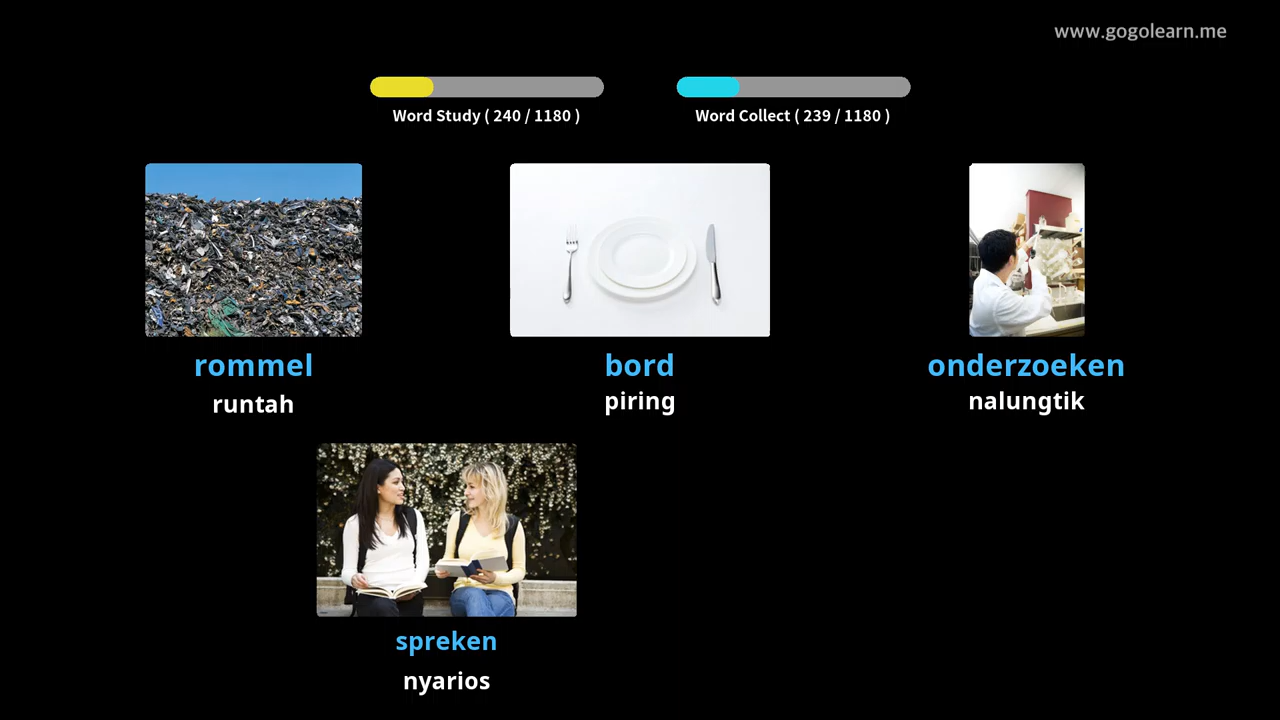 www.gogolearn.me
Word Study ( 240 / 1180 )
Word Collect ( 239 / 1180 )
rommel
runtah
bord
piring
onderzoeken
nalungtik
spreken
nyarios